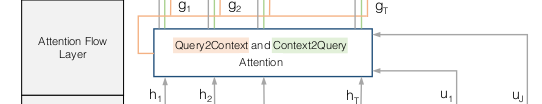 g1 g2 gT
Attention Flow
Layer
Query2Context and Context2Query
Attention
h1 h2 hT u1 uJ